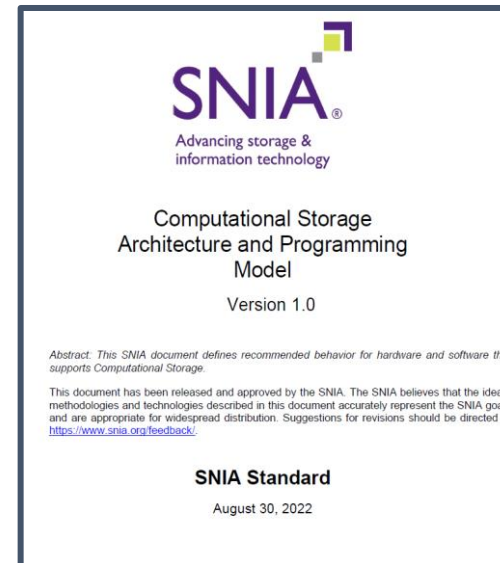 SNIA®
Advancing storage &
information technology
Computational Storage
Architecture and Programming
Model
Version 1.0
Abstract: This SNIA document defines recommended behavior for hardware and software th
supports Computational Storage.
This document has been released and approved by the SNIA. The SNIA believes that the idea
methodologies and technologies described in this document accurately represent the SNIA goa
and are appropriate for widespread distribution. Suggestions for revisions should be directed
https://www.snia.org/feedback/.
SNIA Standard
August 30, 2022